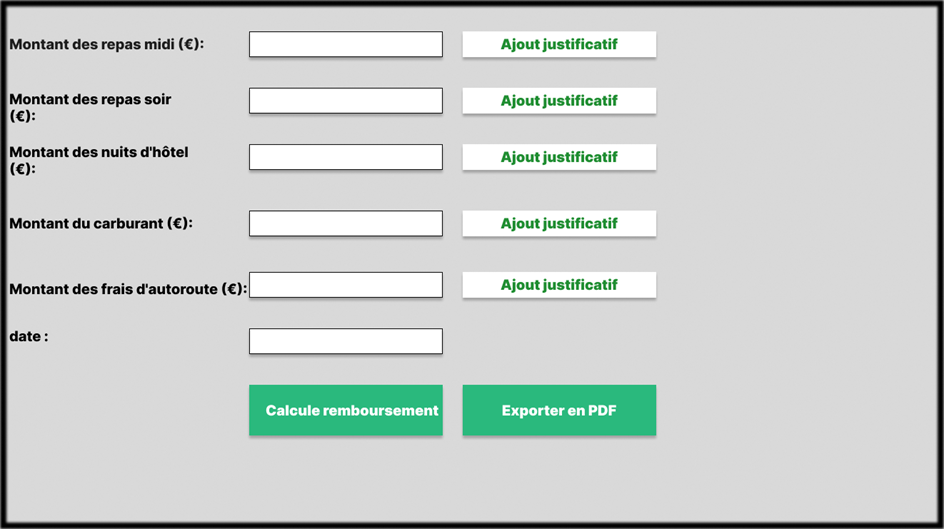 Montant des repas midi (€):
Ajout justificatif
Montant des repas soir
(€):
Ajout justificatif
Montant des nuits d'hôtel
(€):
Ajout justificatif
Montant du carburant (€):
Ajout justificatif
Montant des frais d'autoroute (€):
Ajout justificatif
date :
Calcule remboursement
Exporter en PDF